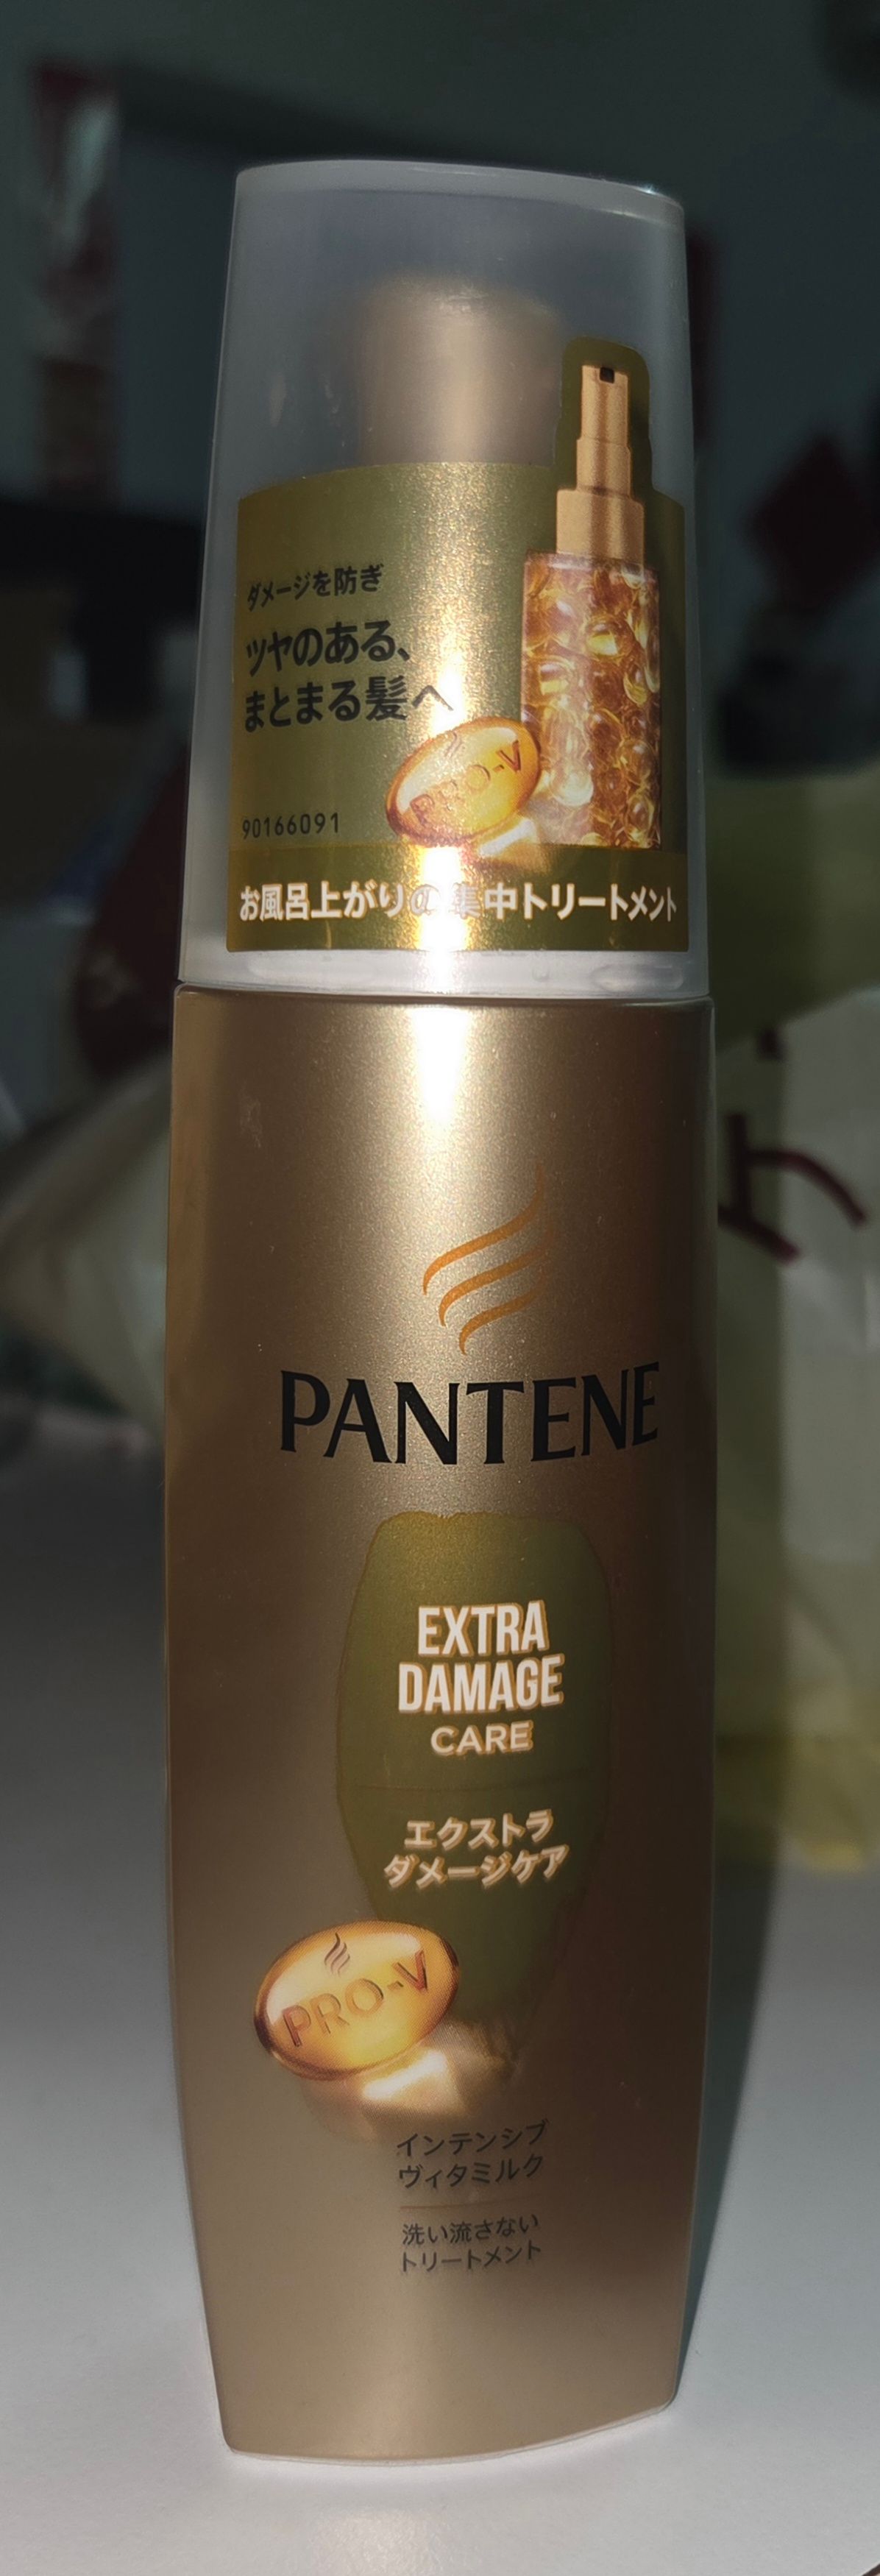 ダメージを防ぎ
ツヤのある、
まとまる髪へ
PRO-V
90166091
お風呂上がりの集中トリートメント
PANTENE
EXTRA
DAMAGE
CARE
エクストラ
ダメージケア
PRO-V
インテンシブ
ヴィタミルク
洗い流さない
トリートメント